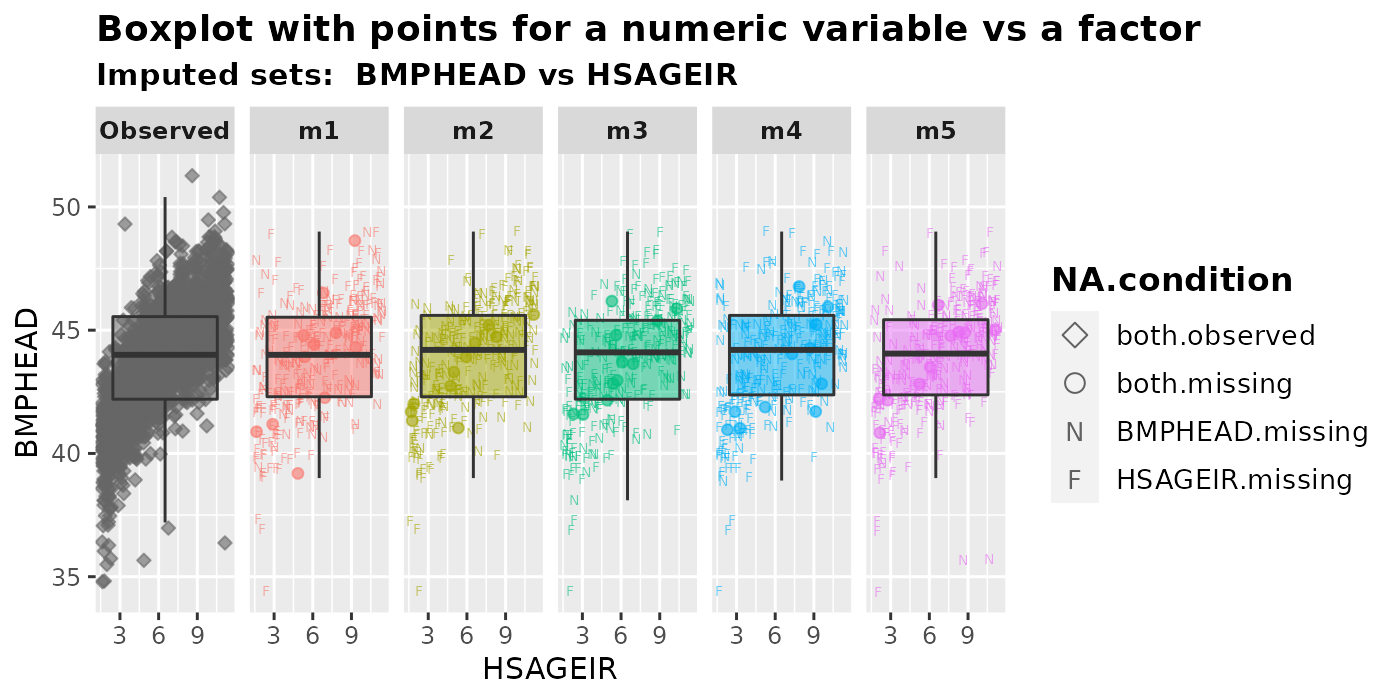 Boxplot with points for a numeric variable vs a factor
Imputed sets:  BMPHEAD vs HSAGEIR
Observed m1 m2 m3 m4 m5
50
45
40
35
BMPHEAD
3 6 9 3 6 9 3 6 9 3 6 9 3 6 9 3 6 9
HSAGEIR
NA.condition
both.observed
both.missing
N BMPHEAD.missing
F HSAGEIR.missing